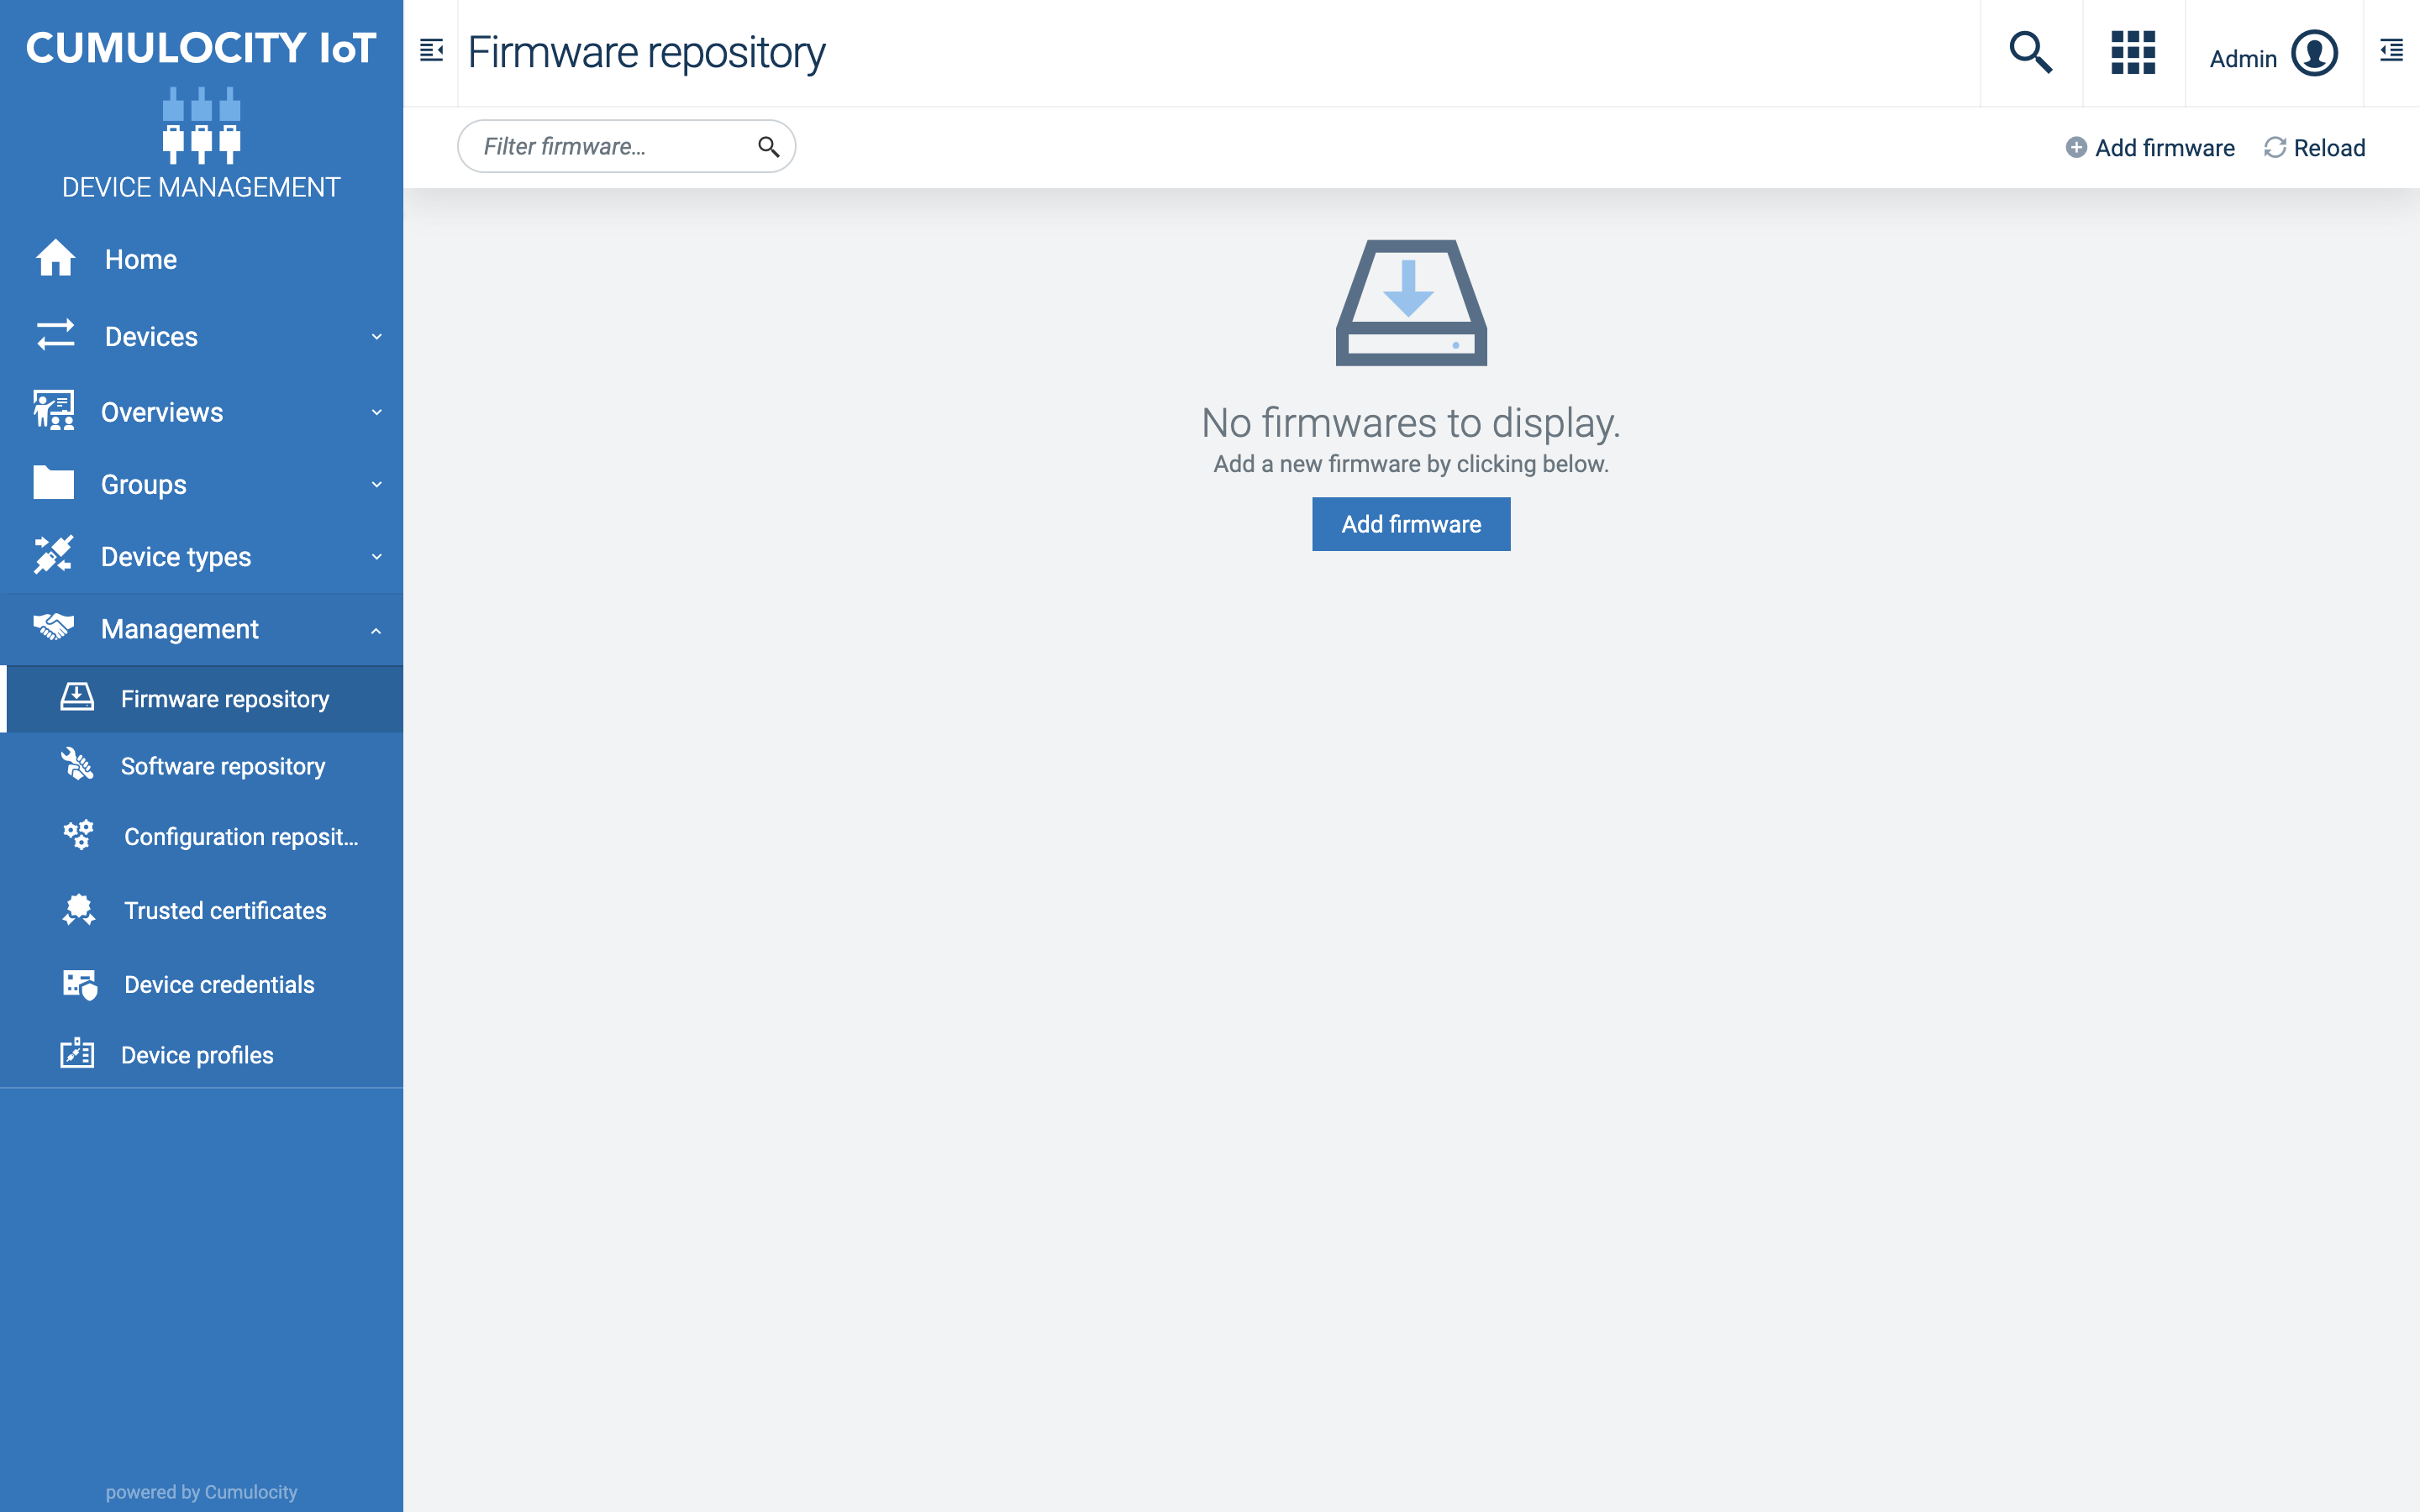 CUMULOCITY IoT
DEVICE MANAGEMENT
Home
Devices
Overviews
Groups
Device types
Management
Firmware repository
Software repository
Configuration reposit...
Trusted certificates
Device credentials
Device profiles
powered by Cumulocity
Firmware repository
Admin
Filter firmware...
Add firmware
Reload
No firmwares to display.
Add a new firmware by clicking below.
Add firmware